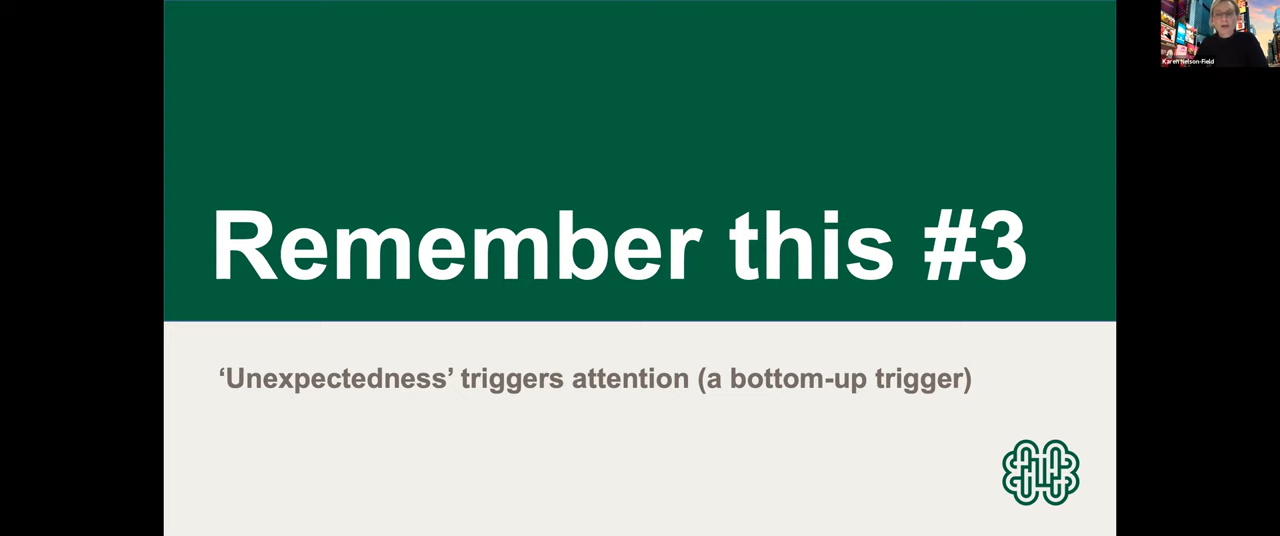 Remember this #3
‘Unexpectedness’ triggers attention (a bottom-up trigger)
Karen Nelson-Field